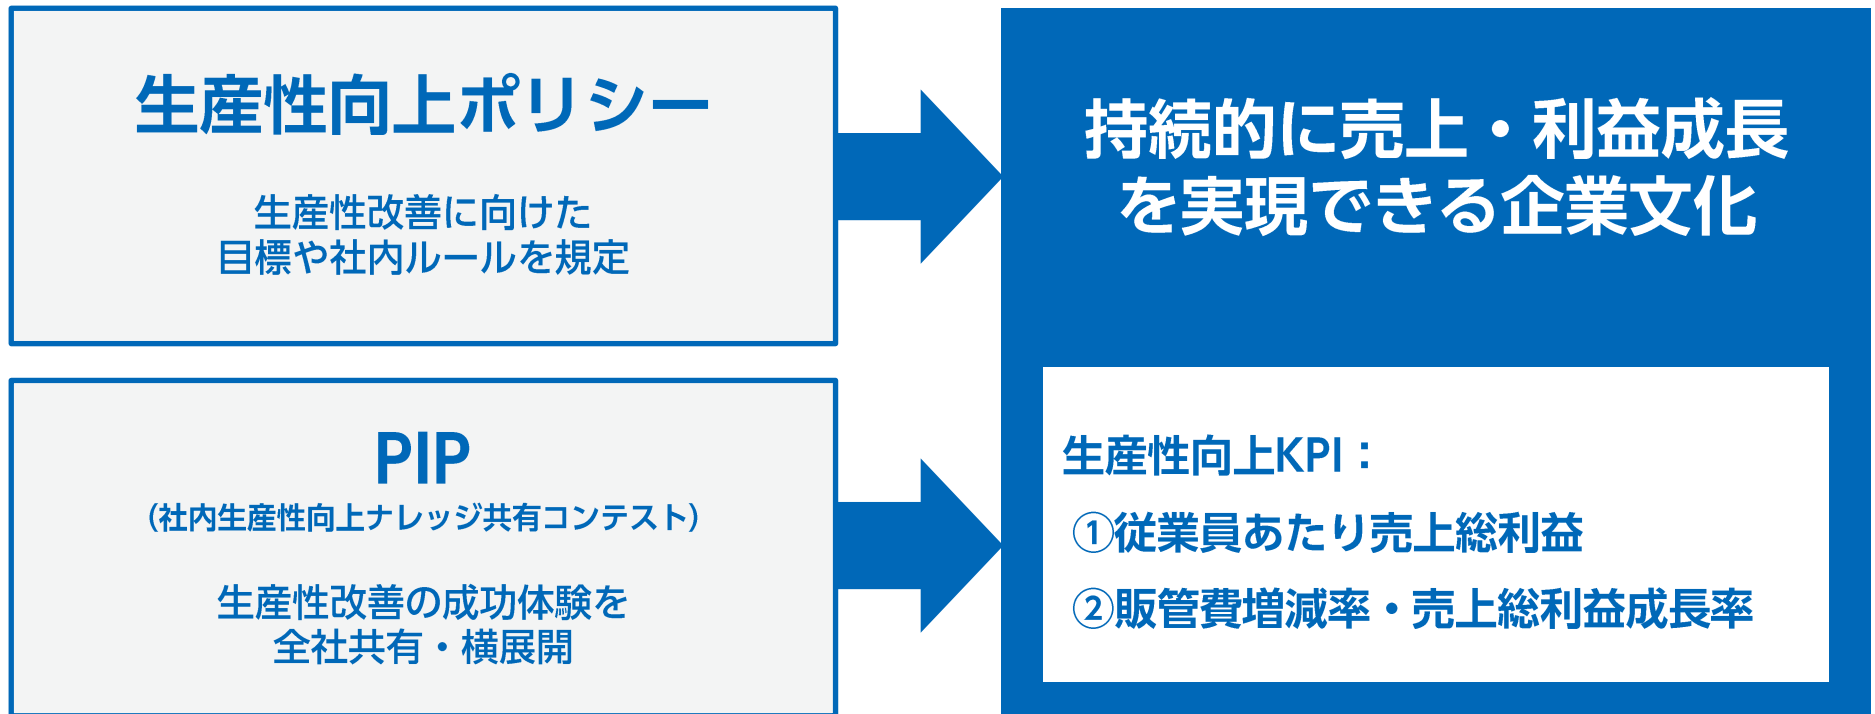 生産性向上ポリシー
生産性改善に向けた
目標や社内ルールを規定
PIP
（社内生産性向上ナレッジ共有コンテスト）
生産性改善の成功体験を
全社共有・横展開
持続的に売上・利益成長
を実現できる企業文化
生産性向上KPI：
①従業員あたり売上総利益
②販管費増減率・売上総利益成長率